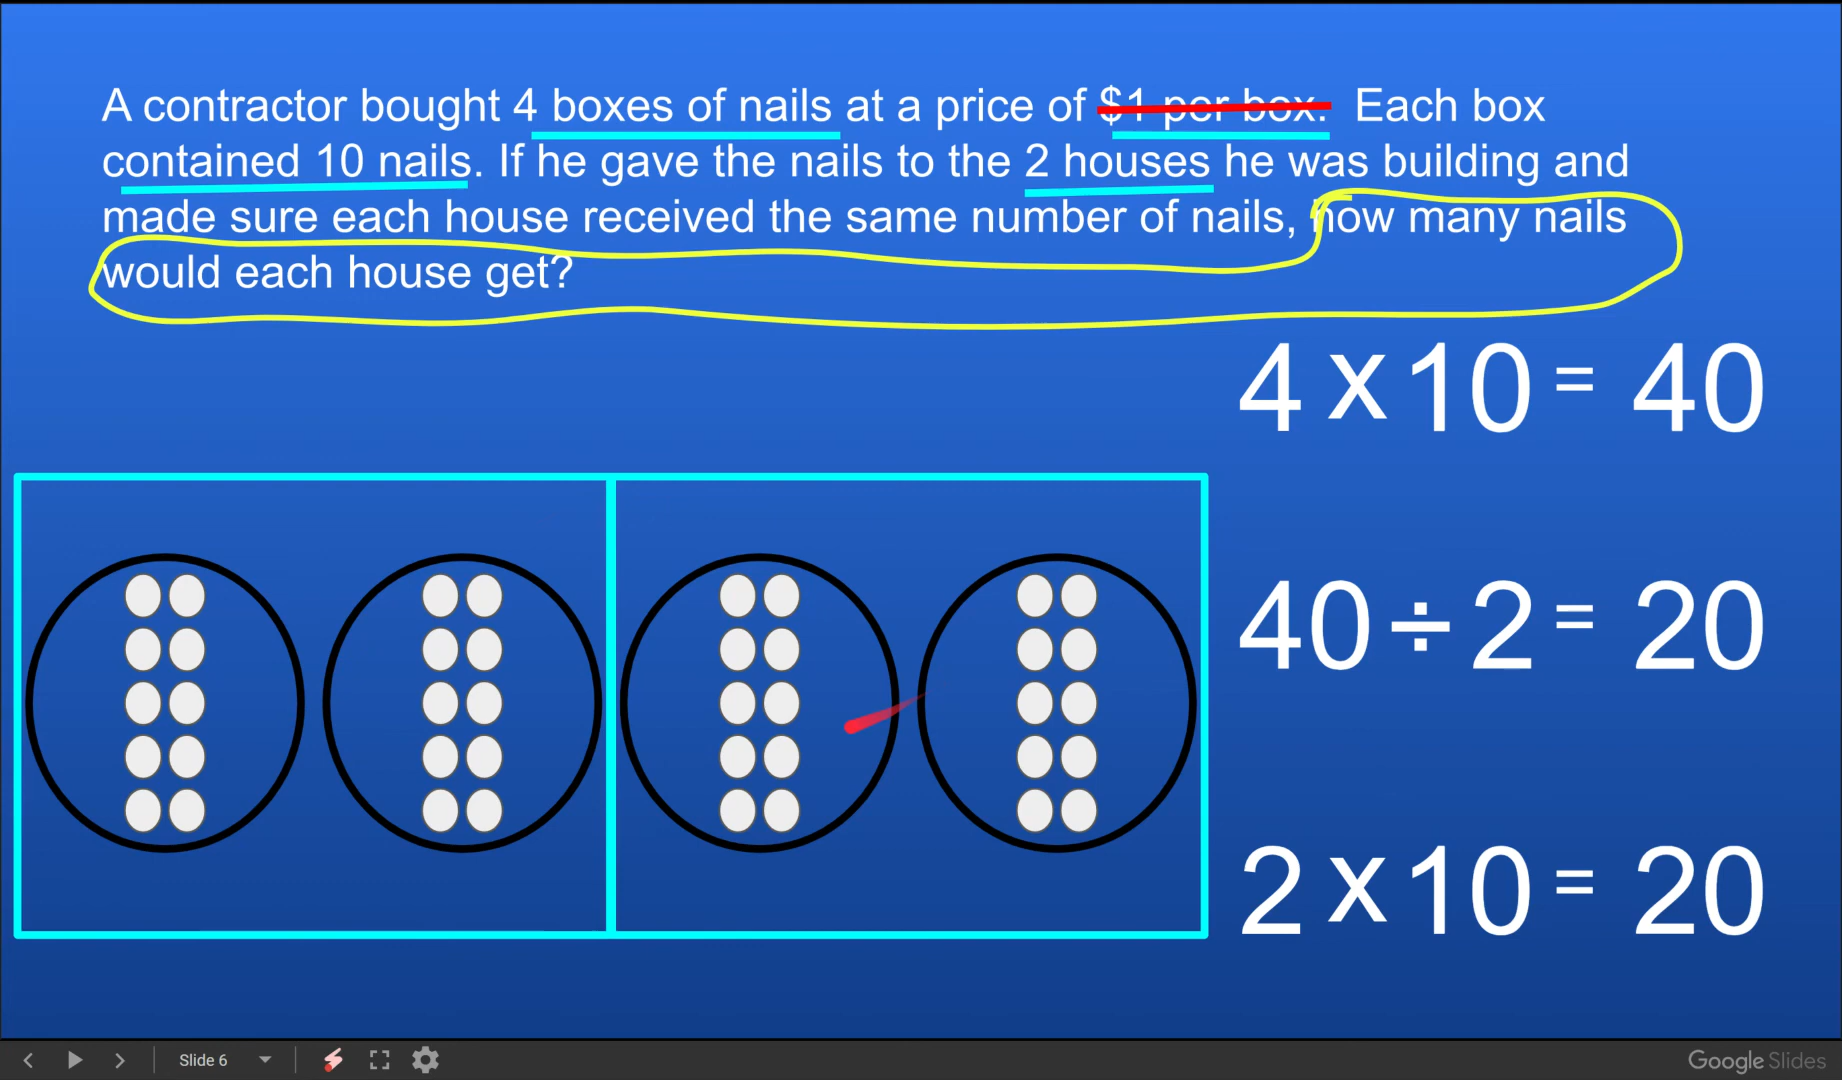 A contractor bought 4 boxes of nails at a price of $1 per box. Each box
contained 10 nails. If he gave the nails to the 2 houses he was building and
made sure each house received the same number of nails, how many nails
would each house get?
4 x 10 = 40
40 ÷ 2 = 20
2 x 10 = 20
Slide 6
Google Slides